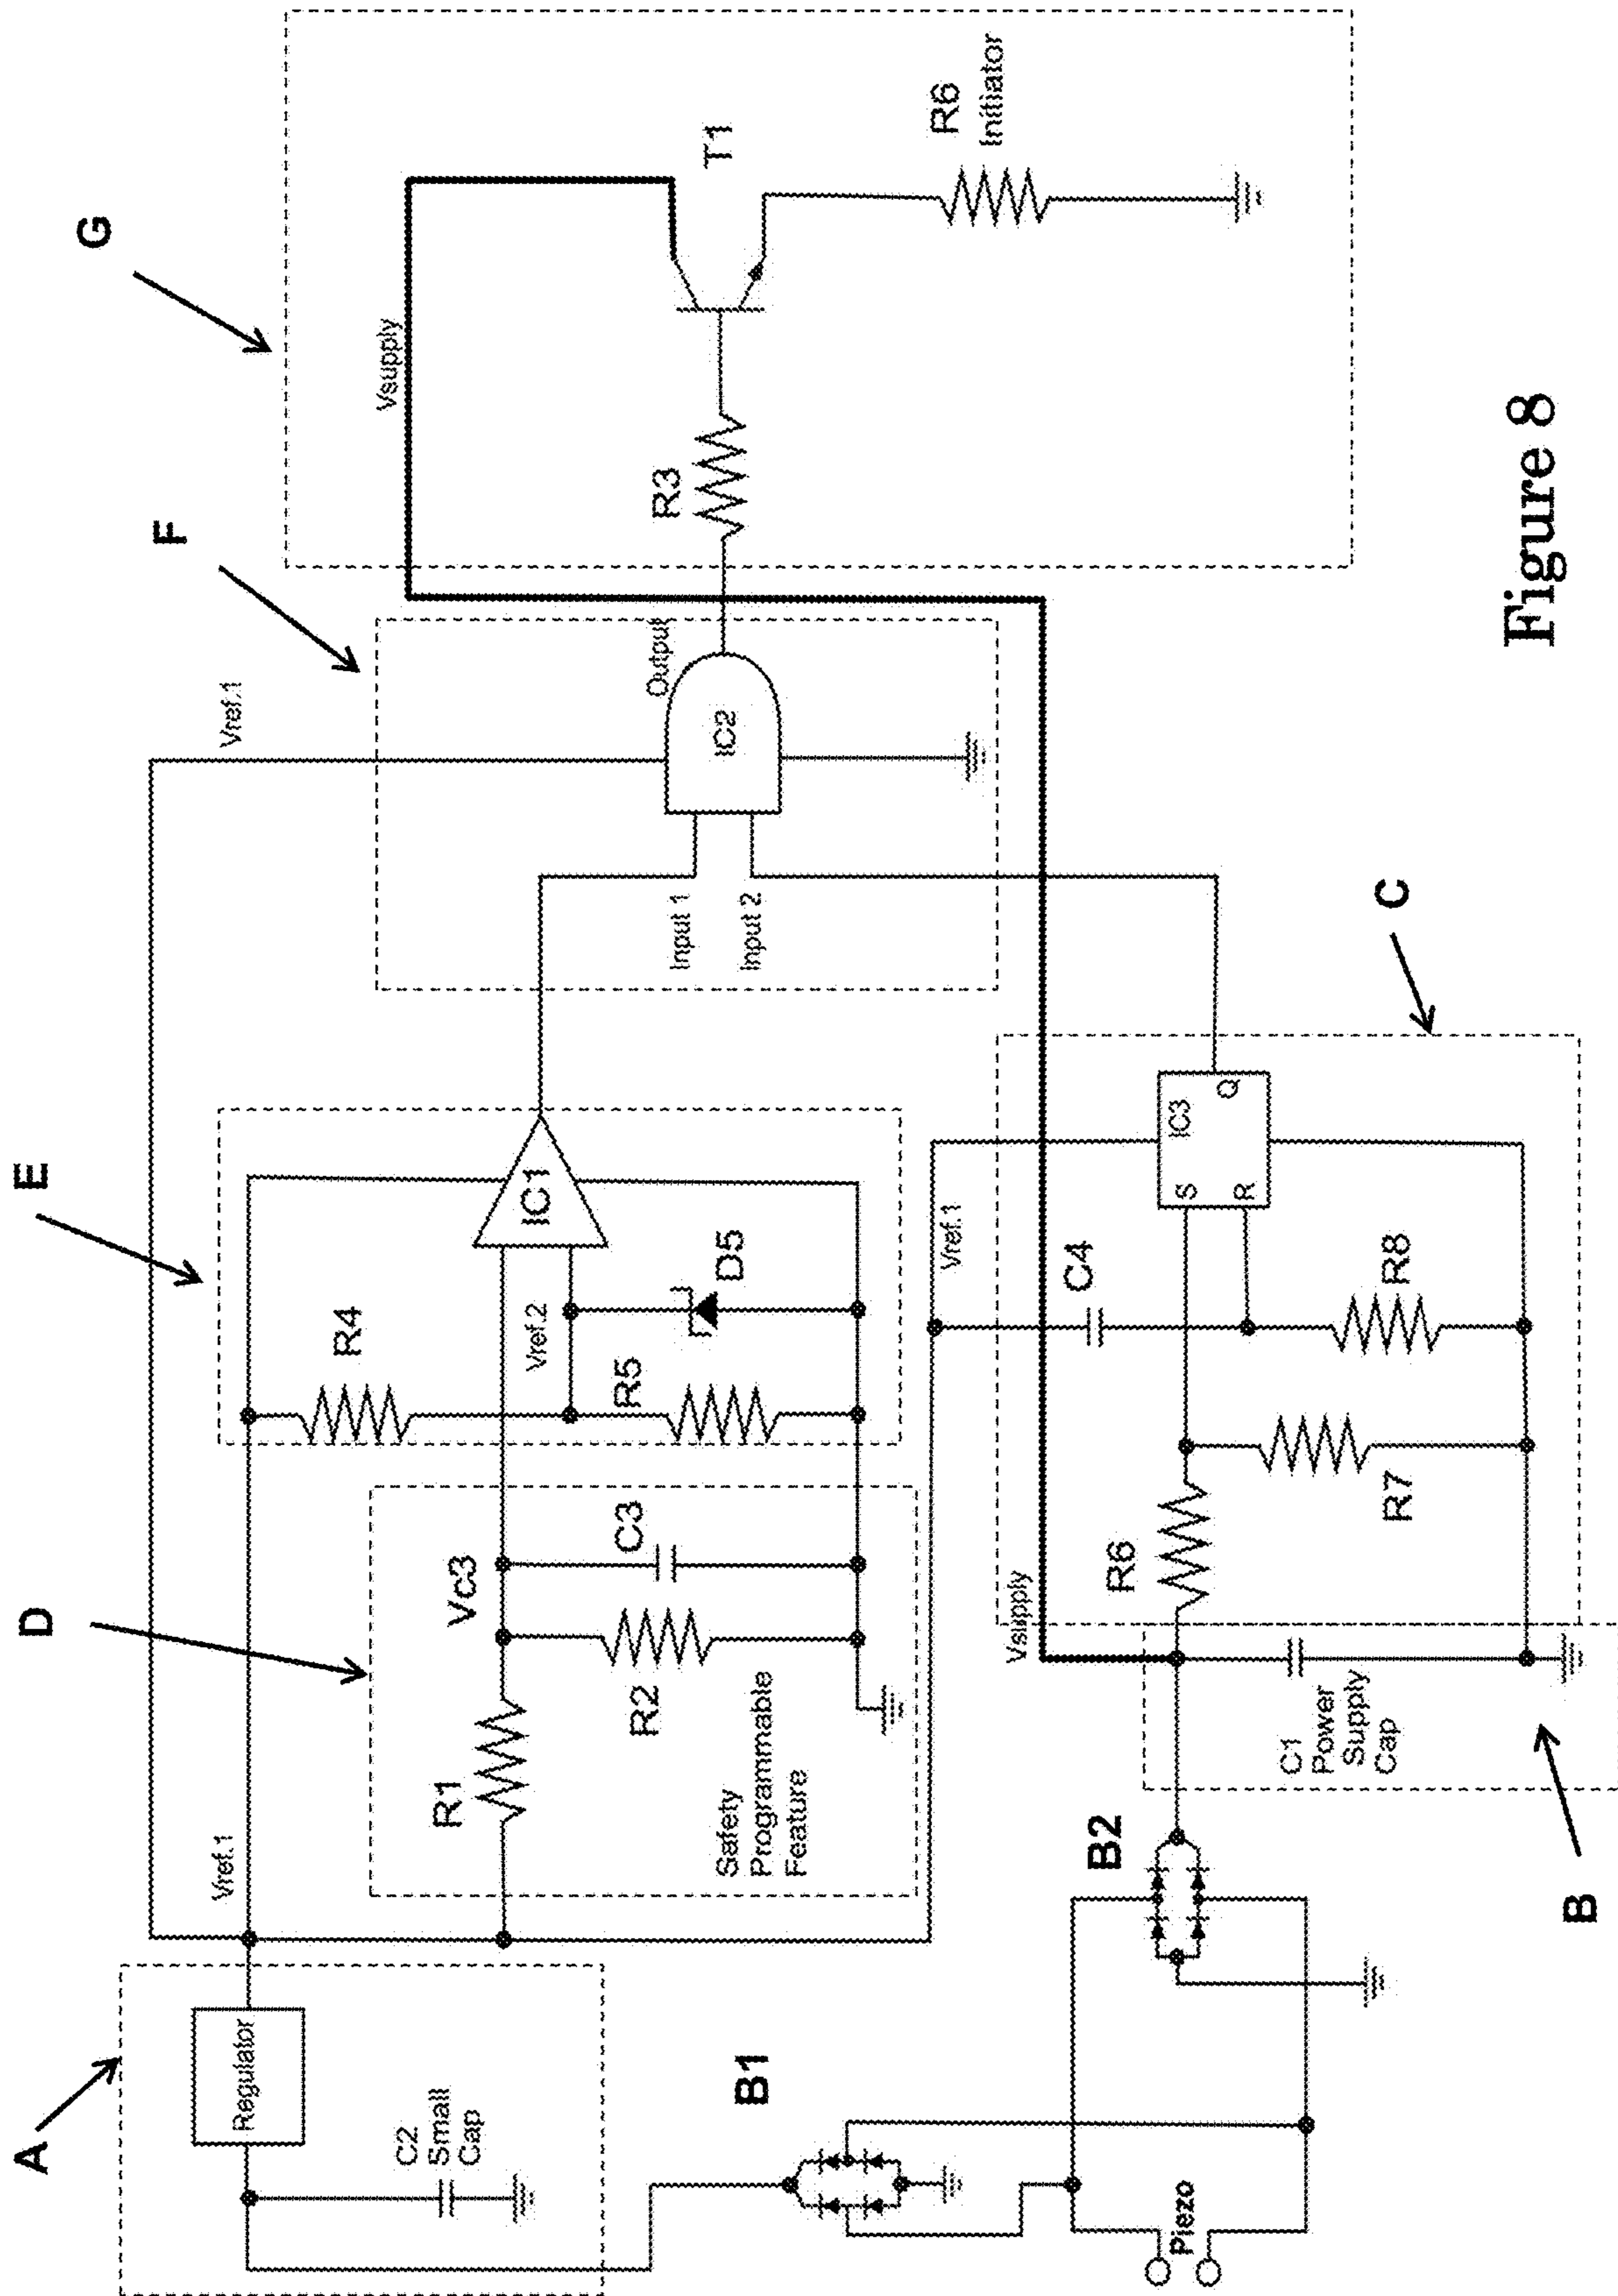 A
Regulator
C2
Small
Cap
B1
Piezo
B2
B
Vref.1
D
R1
R2
Vc3
C3
Safety
Programmable
Feature
E
R4
Vref.2
R5
D5
IC1
C1
Power
Supply
Cap
Vsupply
R6
R7
C4
R8
Vref.1
S
R
IC3
Q
C
F
Vref.1
Input 1
Input 2
IC2
Output
G
Vsupply
R3
T1
R6
Initiator
Figure 8